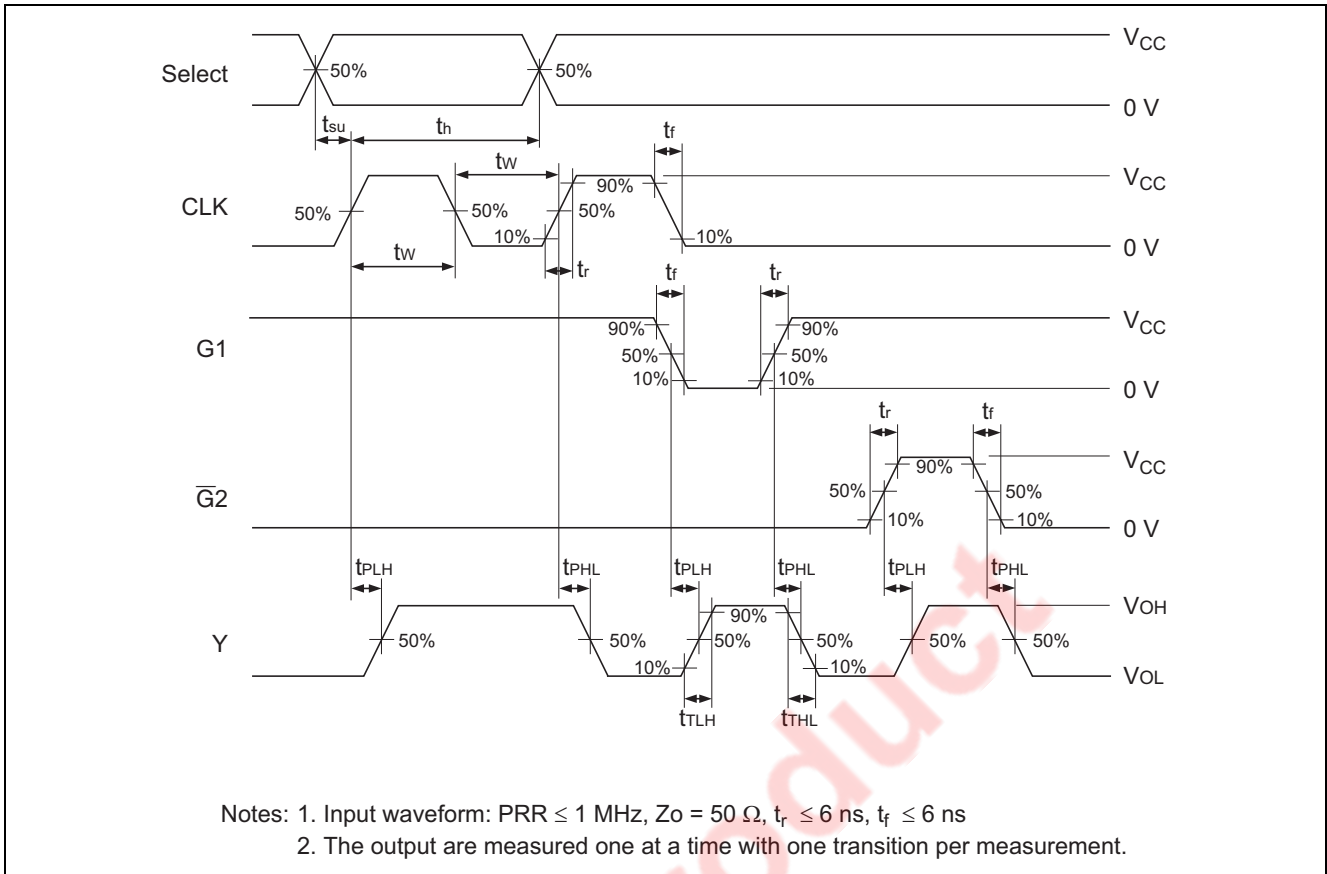 VCC
Select 50% 50%
0 V
tsu th tf
tw VCC
90%
CLK 50% 50% 50%
10% 10% 0 V
tw tr tf tr
90% 90% VCC
G1 50% 50%
10% 10% 0 V
tr tf
VCC
90%
G̅2 50% 50%
10% 10% 0 V
tPLH tPHL tPLH tPHL tPLH tPHL
VOH
90%
Y 50% 50% 50% 50% 50% 50%
10% 10% VOL
tTLH tTHL
Notes: 1. Input waveform: PRR ≤ 1 MHz, Zo = 50 Ω, tr ≤ 6 ns, tf ≤ 6 ns
2. The output are measured one at a time with one transition per measurement.